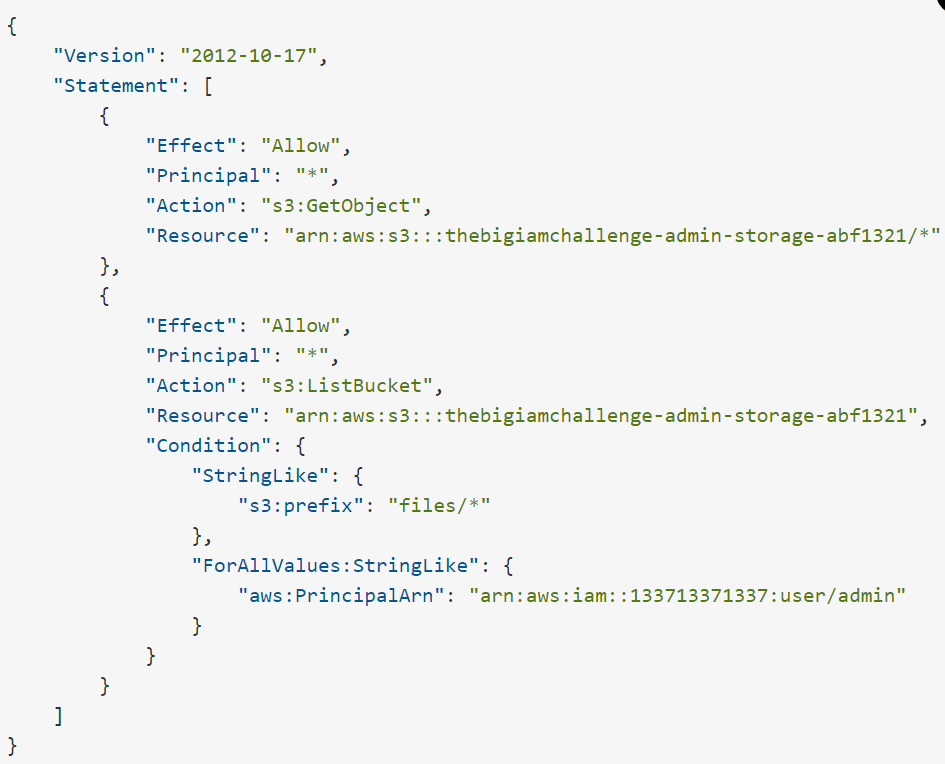 {
    "Version": "2012-10-17",
    "Statement": [
        {
            "Effect": "Allow",
            "Principal": "*",
            "Action": "s3:GetObject",
            "Resource": "arn:aws:s3:::thebigiamchallenge-admin-storage-abf1321/*"
        },
        {
            "Effect": "Allow",
            "Principal": "*",
            "Action": "s3:ListBucket",
            "Resource": "arn:aws:s3:::thebigiamchallenge-admin-storage-abf1321",
            "Condition": {
                "StringLike": {
                    "s3:prefix": "files/*"
                },
                "ForAllValues:StringLike": {
                    "aws:PrincipalArn": "arn:aws:iam::133713371337:user/admin"
                }
            }
        }
    ]
}